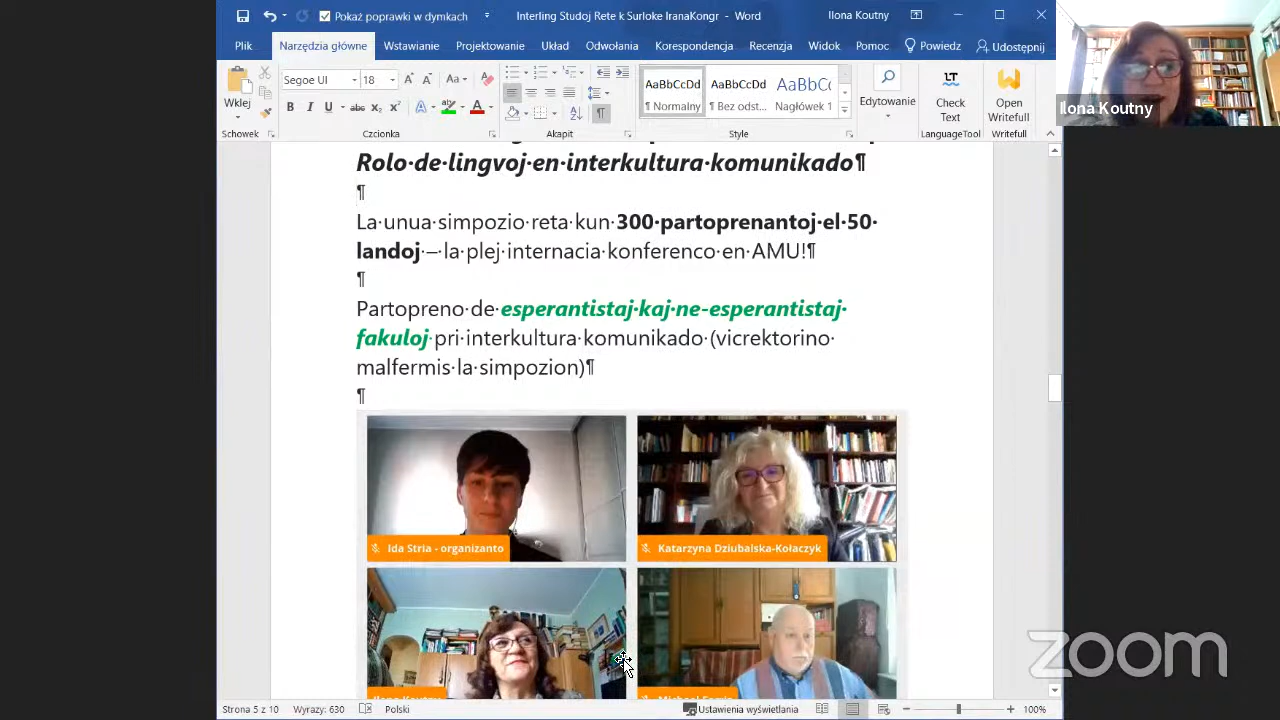 Pokaż poprawki w dymkach
Interling Studoj Rete k Surloke IranaKongr - Word
Ilona Koutny
Plik Narzędzia główne Wstawianie Projektowanie Układ Odwołania Korespondencja Recenzja Widok Pomoc Powiedz Udostępnij
Wklej
Segoe UI 18
AaBbCcDd AaBbCcDd AaBbCc
¶ Normalny ¶ Bez odst... Nagłówek 1
Edytowanie
Check Text
Open Writefull
Schowek Czcionka Akapit Style LanguageTool Writefull
Ilona Koutny
Rolo·de·lingvoj·en·interkultura·komunikado¶
¶
La·unua·simpozio·reta·kun·300·partoprenantoj·el·50·
landoj·–·la·plej·internacia·konferenco·en·AMU!¶
¶
Partopreno·de·esperantistaj·kaj·ne-esperantistaj·
fakuloj·pri·interkultura·komunikado·(vicrektorino·
malfermis·la·simpozion)¶
¶
Ida Stria - organizanto
Katarzyna Dziubalska-Kołaczyk
Ilona Koutny
zoom
Strona 5 z 10 Wyrazy: 630 Polski Ustawienia wyświetlania 100%